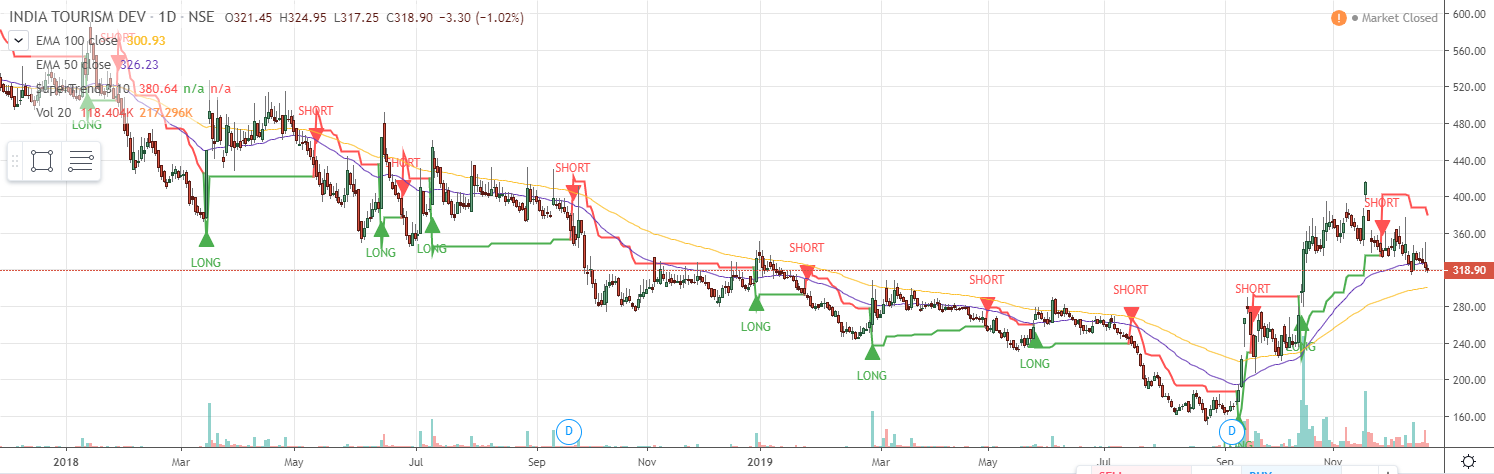 INDIA TOURISM DEV · 1D · NSE O321.45 H324.95 L317.25 C318.90 −3.30 (−1.02%)
! Market Closed
EMA 100 close 300.93
EMA 50 close 326.23
SuperTrend 3 10 380.64 n/a n/a
Vol 20 118.404K 217.296K
SHORT
LONG
LONG
SHORT
LONG
SHORT
LONG
SHORT
LONG
SHORT
LONG
SHORT
LONG
SHORT
LONG
SHORT
LONG
SHORT
600.00
560.00
520.00
480.00
440.00
400.00
360.00
318.90
280.00
240.00
200.00
160.00
D
D
2018 Mar May Jul Sep Nov 2019 Mar May Jul Sep Nov